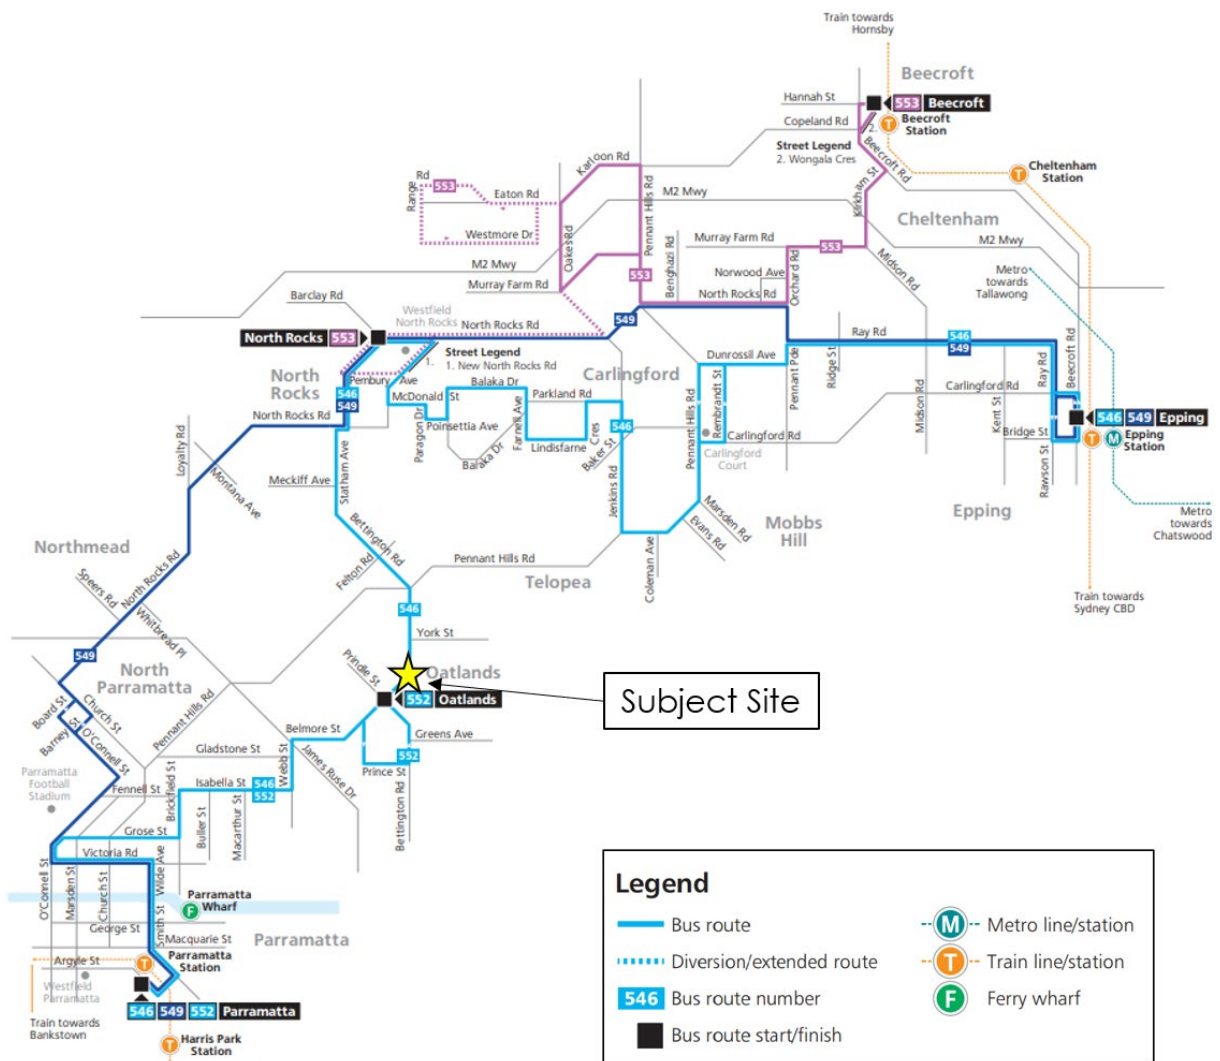 Train towards
Hornsby
Beecroft
Hannah St
553 Beecroft
Copeland Rd
2.
Beecroft
Station
Street Legend
2. Wongala Cres
Beecroft Rd
Cheltenham
Station
Karloon Rd
Range
Rd
553
Eaton Rd
Pennant Hills Rd
M2 Mwy
Kirkham St
Cheltenham
Westmore Dr
Oakes Rd
Murray Farm Rd
553
M2 Mwy
Benghazi Rd
Midson Rd
M2 Mwy
553
Norwood Ave
Orchard Rd
Metro
towards
Tallawong
Murray Farm Rd
North Rocks Rd
Barclay Rd
Westfield
North Rocks
549
North Rocks 553
North Rocks Rd
Ray Rd
546
549
Street Legend
1. New North Rocks Rd
1.
Dunrossil Ave
Pennant Pde
Ridge St
Ray Rd
Beecroft Rd
North
Rocks
Pembury Ave
Carlingford
546
549
McDonald St
Balaka Dr
Parkland Rd
Pennant Hills Rd
Rembrandt St
Midson Rd
Carlingford Rd
Kent St
North Rocks Rd
Paragon Dr
Poinsettia Ave
Farnell Ave
Cres
546
546 549 Epping
Loyalty Rd
Balaka Dr
Lindisfarne
Baker St
Carlingford Rd
Bridge St
Epping
Station
Carlingford
Court
Montana Ave
Meckiff Ave
Statham Ave
Jenkins Rd
Rawson St
Marsden Rd
Evans Rd
Mobbs
Hill
Epping
Metro
towards
Chatswood
Northmead
Bettington Rd
Felton Rd
Pennant Hills Rd
Telopea
Coleman Ave
Speers Rd
North Rocks Rd
Whitbread Pl
546
Train towards
Sydney CBD
York St
549
North
Parramatta
Prindle St
Oatlands
552 Oatlands
Subject Site
Board St
Church St
Barney St
O'Connell St
Pennant Hills Rd
Belmore St
Greens Ave
Gladstone St
Webb St
James Ruse Dr
552
Prince St
Parramatta
Football
Stadium
Fennell St
Brickfield St
Isabella St
546
552
Buller St
Macarthur St
Bettington Rd
Grose St
Victoria Rd
O'Connell St
Marsden St
Church St
Wilde Ave
Parramatta
Wharf
George St
Smith St
Macquarie St
Parramatta
Argyle St
Parramatta
Station
Westfield
Parramatta
546 549 552 Parramatta
Train towards
Bankstown
Harris Park
Station
Legend
Bus route
M Metro line/station
Diversion/extended route
T Train line/station
546 Bus route number
F Ferry wharf
Bus route start/finish